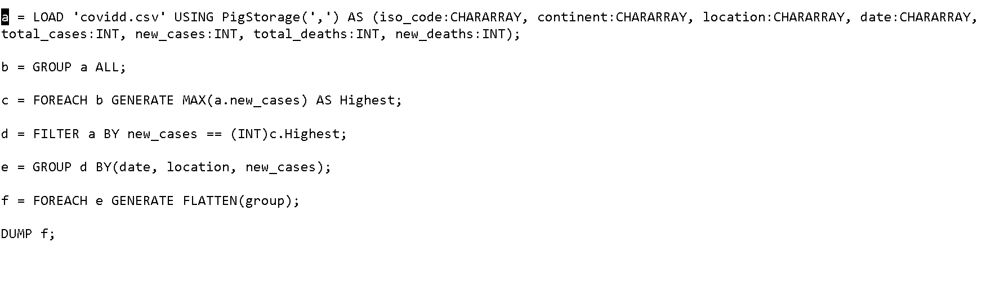 a = LOAD 'covidd.csv' USING PigStorage(',') AS (iso_code:CHARARRAY, continent:CHARARRAY, location:CHARARRAY, date:CHARARRAY,
total_cases:INT, new_cases:INT, total_deaths:INT, new_deaths:INT);
b = GROUP a ALL;
c = FOREACH b GENERATE MAX(a.new_cases) AS Highest;
d = FILTER a BY new_cases == (INT)c.Highest;
e = GROUP d BY(date, location, new_cases);
f = FOREACH e GENERATE FLATTEN(group);
DUMP f;